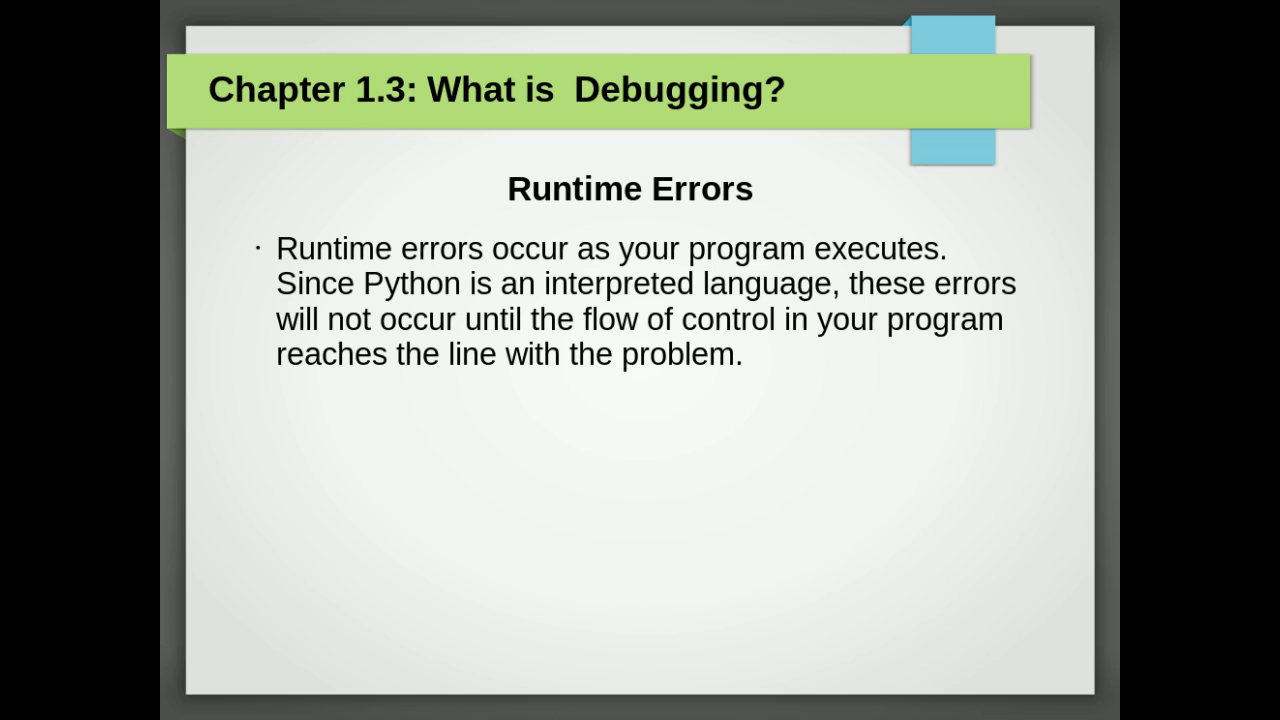 Chapter 1.3: What is  Debugging?
Runtime Errors
· Runtime errors occur as your program executes.
Since Python is an interpreted language, these errors
will not occur until the flow of control in your program
reaches the line with the problem.